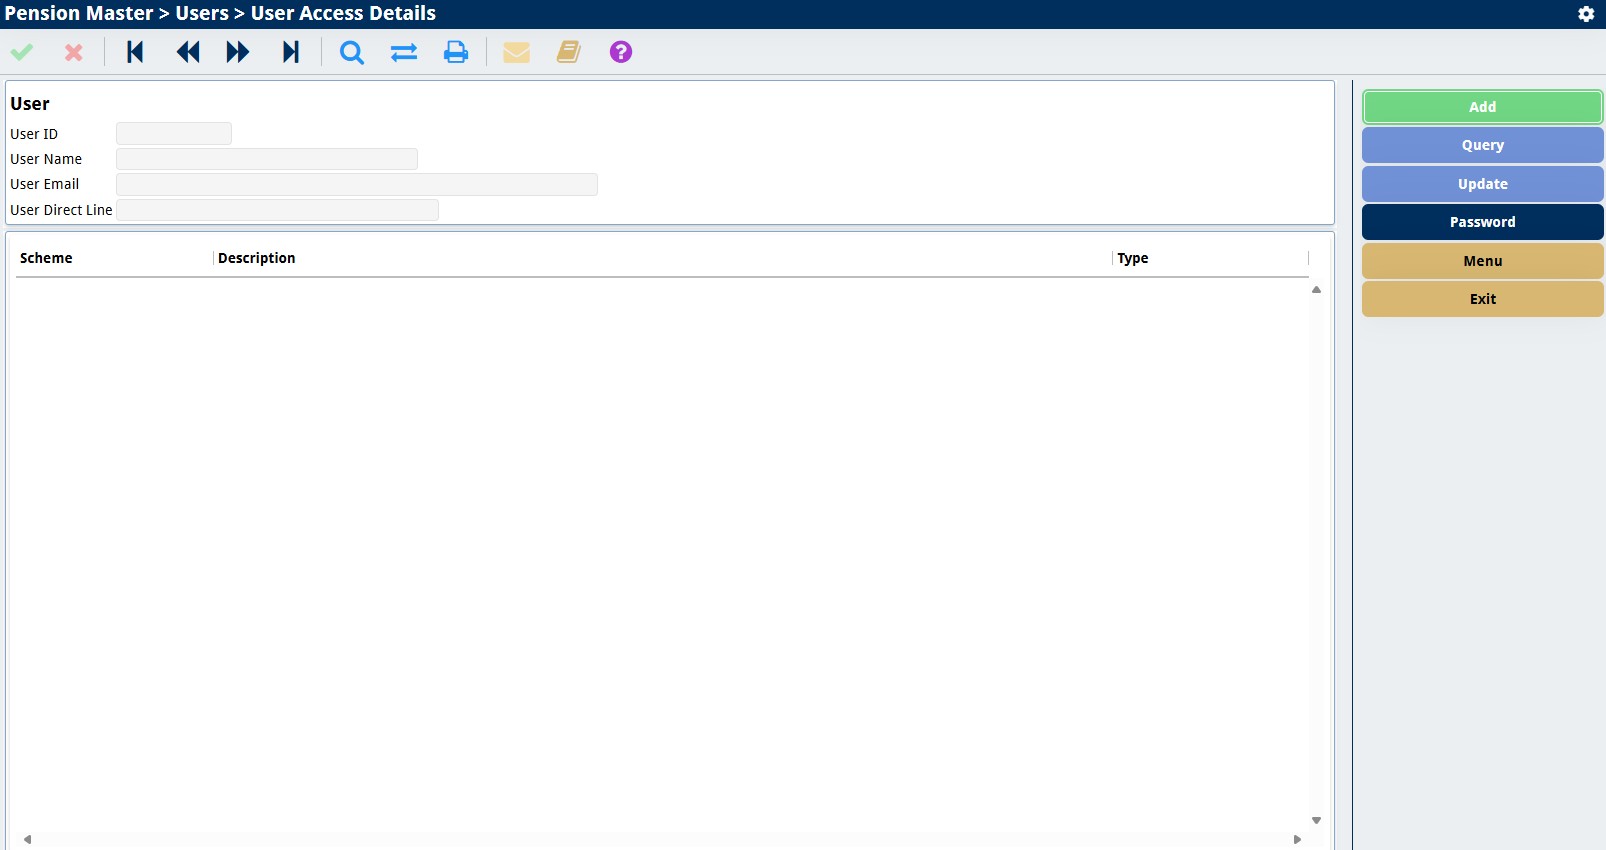 Pension Master > Users > User Access Details
User
User ID
User Name
User Email
User Direct Line
Scheme Description Type
Add
Query
Update
Password
Menu
Exit